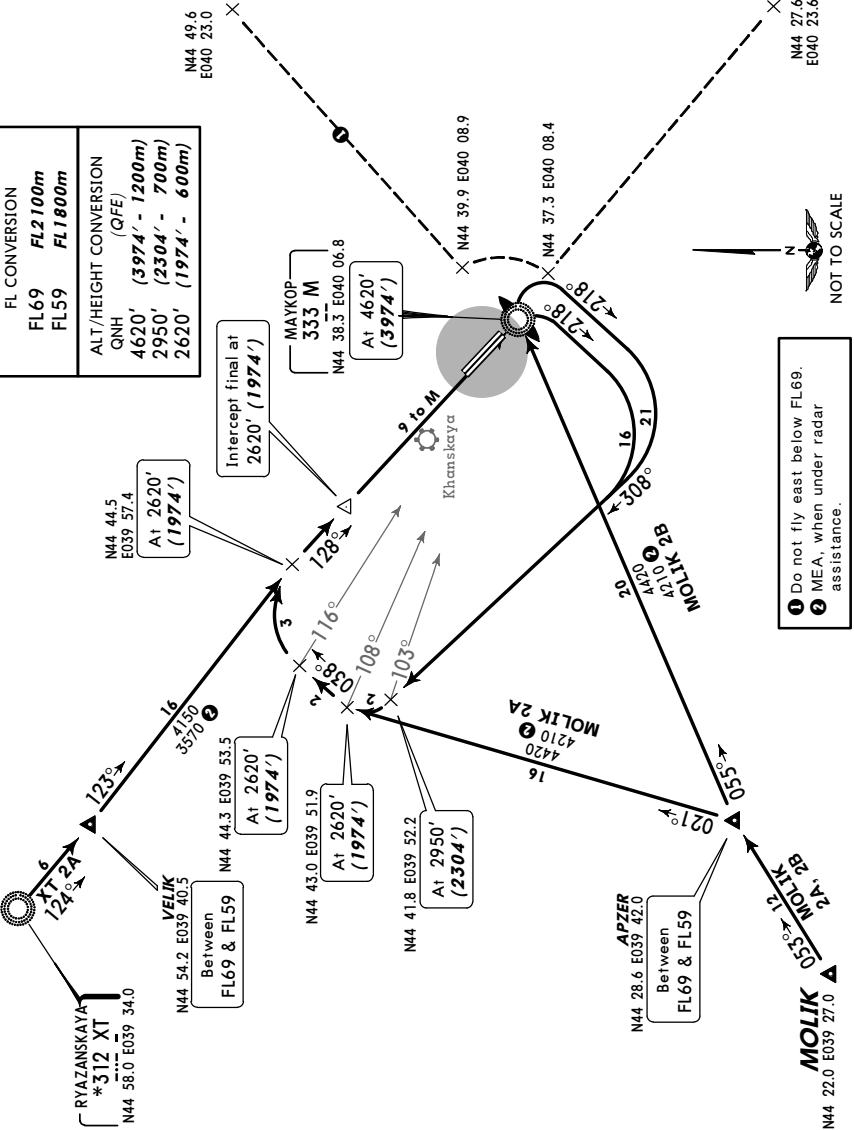 N44 49.6
E040 23.0
N44 27.6
E040 23.6
FL CONVERSION
FL69 FL2100m
FL59 FL1800m
ALT/HEIGHT CONVERSION
QNH (QFE)
4620' (3974' - 1200m)
2950' (2304' - 700m)
2620' (1974' - 600m)
1
N44 39.9 E040 08.9
N44 37.3 E040 08.4
N
NOT TO SCALE
MAYKOP
333 M
N44 38.3 E040 06.8
At 4620'
(3974')
Intercept final at
2620' (1974')
9 to M
Khanskaya
218°
218°
16
21
308°
N44 44.5
E039 57.4
At 2620'
(1974')
128°
3
116°
108°
103°
038°
2
2
20
4420
4210 2
MOLIK 2B
1 Do not fly east below FL69.
2 MEA, when under radar
assistance.
16
4150
3570 2
123°
N44 44.3 E039 53.5
At 2620'
(1974')
N44 43.0 E039 51.9
At 2620'
(1974')
N44 41.8 E039 52.2
At 2950'
(2304')
MOLIK 2A
4210 2
4420
16
021°
055°
6
XT 2A
124°
VELIK
N44 54.2 E039 40.5
Between
FL69 & FL59
APZER
N44 28.6 E039 42.0
Between
FL69 & FL59
RYAZANSKAYA
*312 XT
N44 58.0 E039 34.0
053° 12
MOLIK
2A, 2B
MOLIK
N44 22.0 E039 27.0